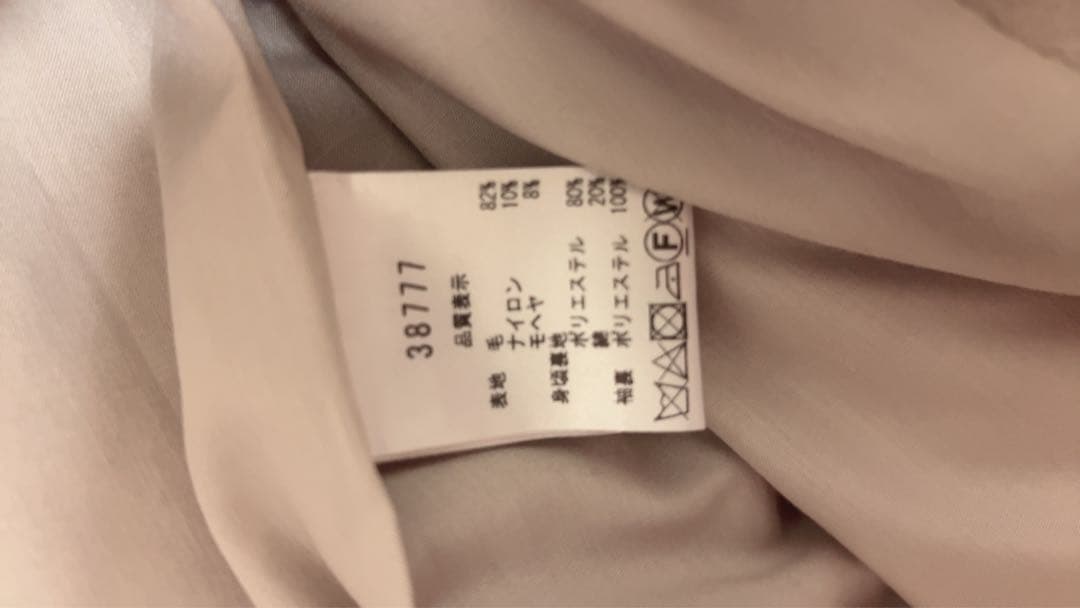 38777
品質表示
表地 毛 82%
ナイロン 10%
モヘヤ 8%
身頃裏地
ポリエステル 80%
綿 20%
袖裏 ポリエステル 100%
F W